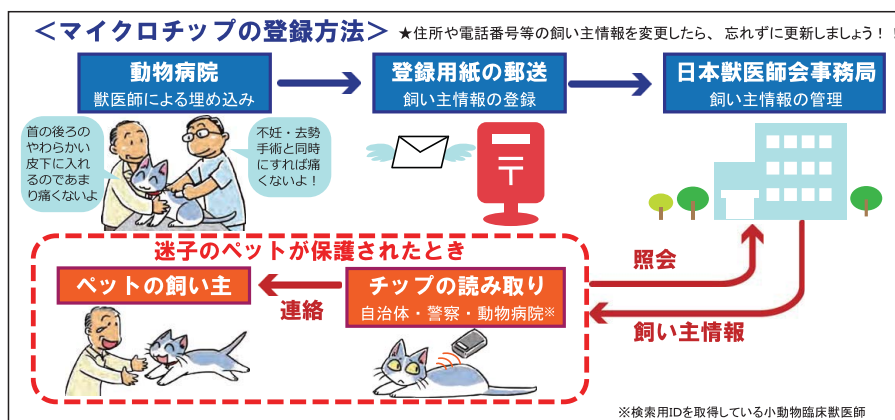 ＜マイクロチップの登録方法＞ ★住所や電話番号等の飼い主情報を変更したら、忘れずに更新しましょう！！
動物病院
獣医師による埋め込み
登録用紙の郵送
飼い主情報の登録
日本獣医師会事務局
飼い主情報の管理
首の後ろの
やわらかい
皮下に入れ
るのであま
り痛くないよ
不妊・去勢
手術と同時
にすれば痛
くないよ！
迷子のペットが保護されたとき
ペットの飼い主
連絡
チップの読み取り
自治体・警察・動物病院※
照会
飼い主情報
※検索用IDを取得している小動物臨床獣医師